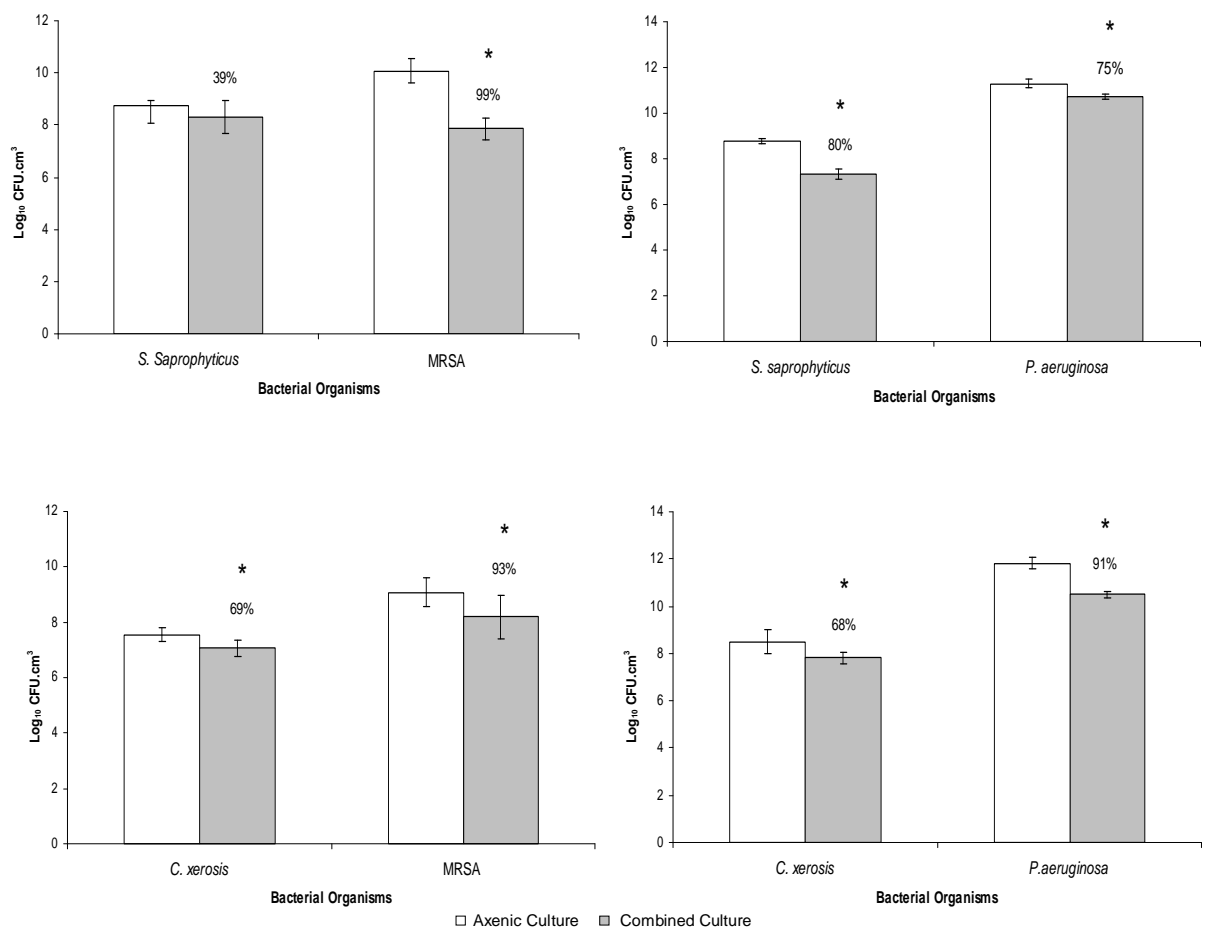 12
10
8
6
4
2
0
Log₁₀ CFU.cm³
39%
*
99%
S. Saprophyticus
MRSA
Bacterial Organisms
14
12
10
8
6
4
2
0
Log₁₀ CFU.cm³
*
80%
*
75%
S. saprophyticus
P. aeruginosa
Bacterial Organisms
12
10
8
6
4
2
0
Log₁₀ CFU.cm³
*
69%
*
93%
C. xerosis
MRSA
Bacterial Organisms
14
12
10
8
6
4
2
0
Log₁₀ CFU.cm³
*
68%
*
91%
C. xerosis
P.aeruginosa
Bacterial Organisms
Axenic Culture
Combined Culture